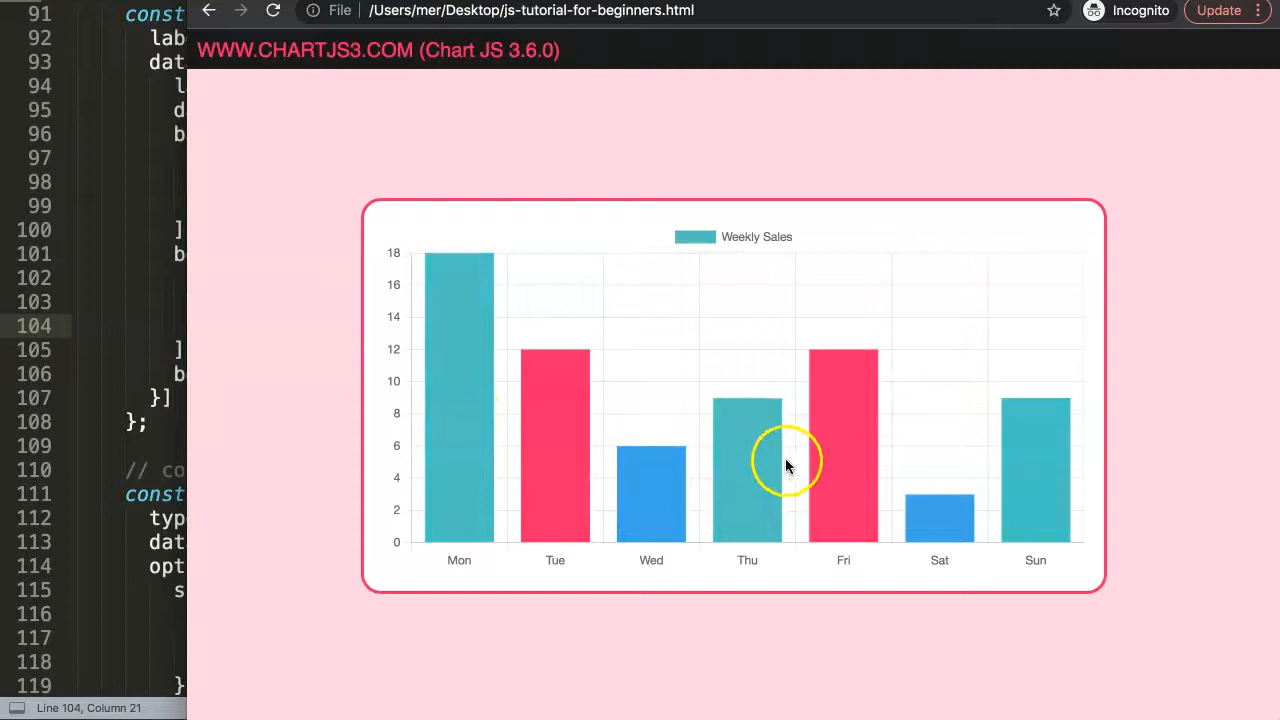 File /Users/mer/Desktop/js-tutorial-for-beginners.html Incognito Update
WWW.CHARTJS3.COM (Chart JS 3.6.0)
91 const
92 lab
93 dat
94 l
95 d
96 b
97
98
99
100 ]
101 b
102
103
104
105 ]
106 b
107 }]
108 };
109
110 // co
111 const
112 typ
113 dat
114 opt
115 s
116
117
118
119 }
Line 104, Column 21
Weekly Sales
18
16
14
12
10
8
6
4
2
0
Mon Tue Wed Thu Fri Sat Sun